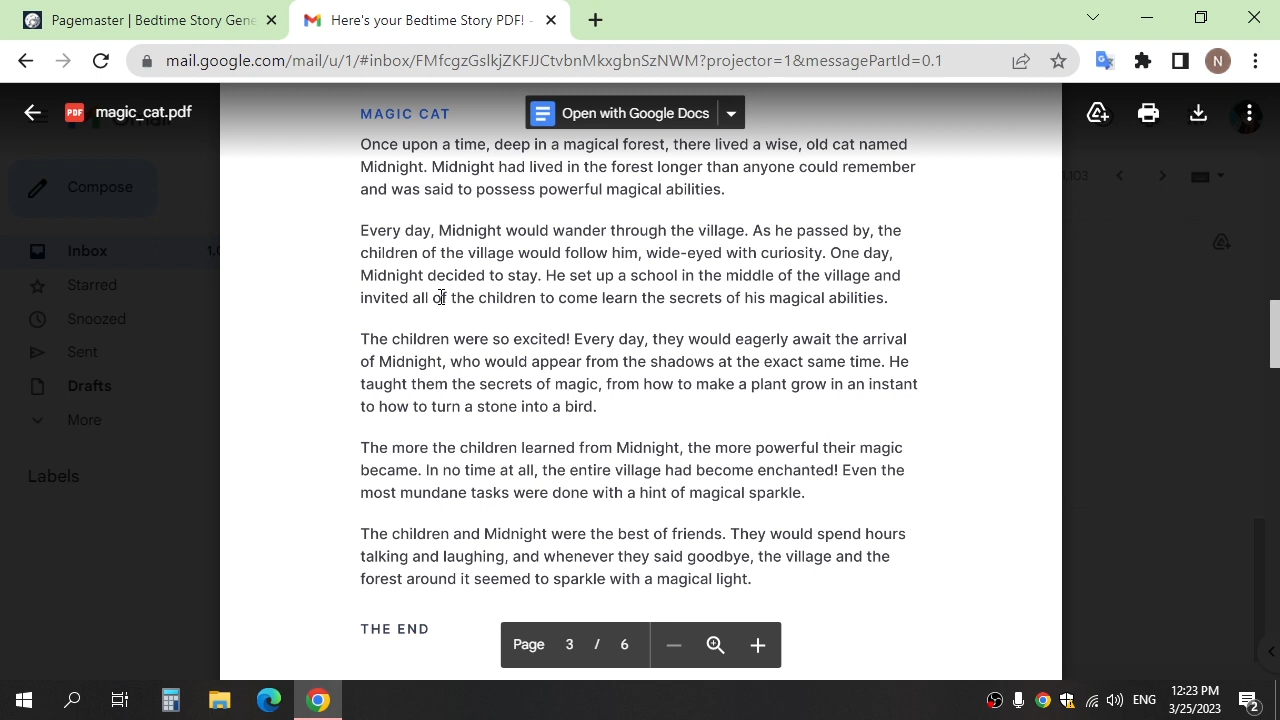 Pagemaster | Bedtime Story Gene
Here's your Bedtime Story PDF! -
mail.google.com/mail/u/1/#inbox/FMfcgzGslkjZKFJJCtvbnMkxgbnSzNWM?projector=1&messagePartId=0.1
N
PDF magic_cat.pdf
Open with Google Docs
Compose
Inbox
Starred
Snoozed
Sent
Drafts
More
Labels
MAGIC CAT
Once upon a time, deep in a magical forest, there lived a wise, old cat named
Midnight. Midnight had lived in the forest longer than anyone could remember
and was said to possess powerful magical abilities.
Every day, Midnight would wander through the village. As he passed by, the
children of the village would follow him, wide-eyed with curiosity. One day,
Midnight decided to stay. He set up a school in the middle of the village and
invited all of the children to come learn the secrets of his magical abilities.
The children were so excited! Every day, they would eagerly await the arrival
of Midnight, who would appear from the shadows at the exact same time. He
taught them the secrets of magic, from how to make a plant grow in an instant
to how to turn a stone into a bird.
The more the children learned from Midnight, the more powerful their magic
became. In no time at all, the entire village had become enchanted! Even the
most mundane tasks were done with a hint of magical sparkle.
The children and Midnight were the best of friends. They would spend hours
talking and laughing, and whenever they said goodbye, the village and the
forest around it seemed to sparkle with a magical light.
THE END
Page 3 / 6
ENG
12:23 PM
3/25/2023
2